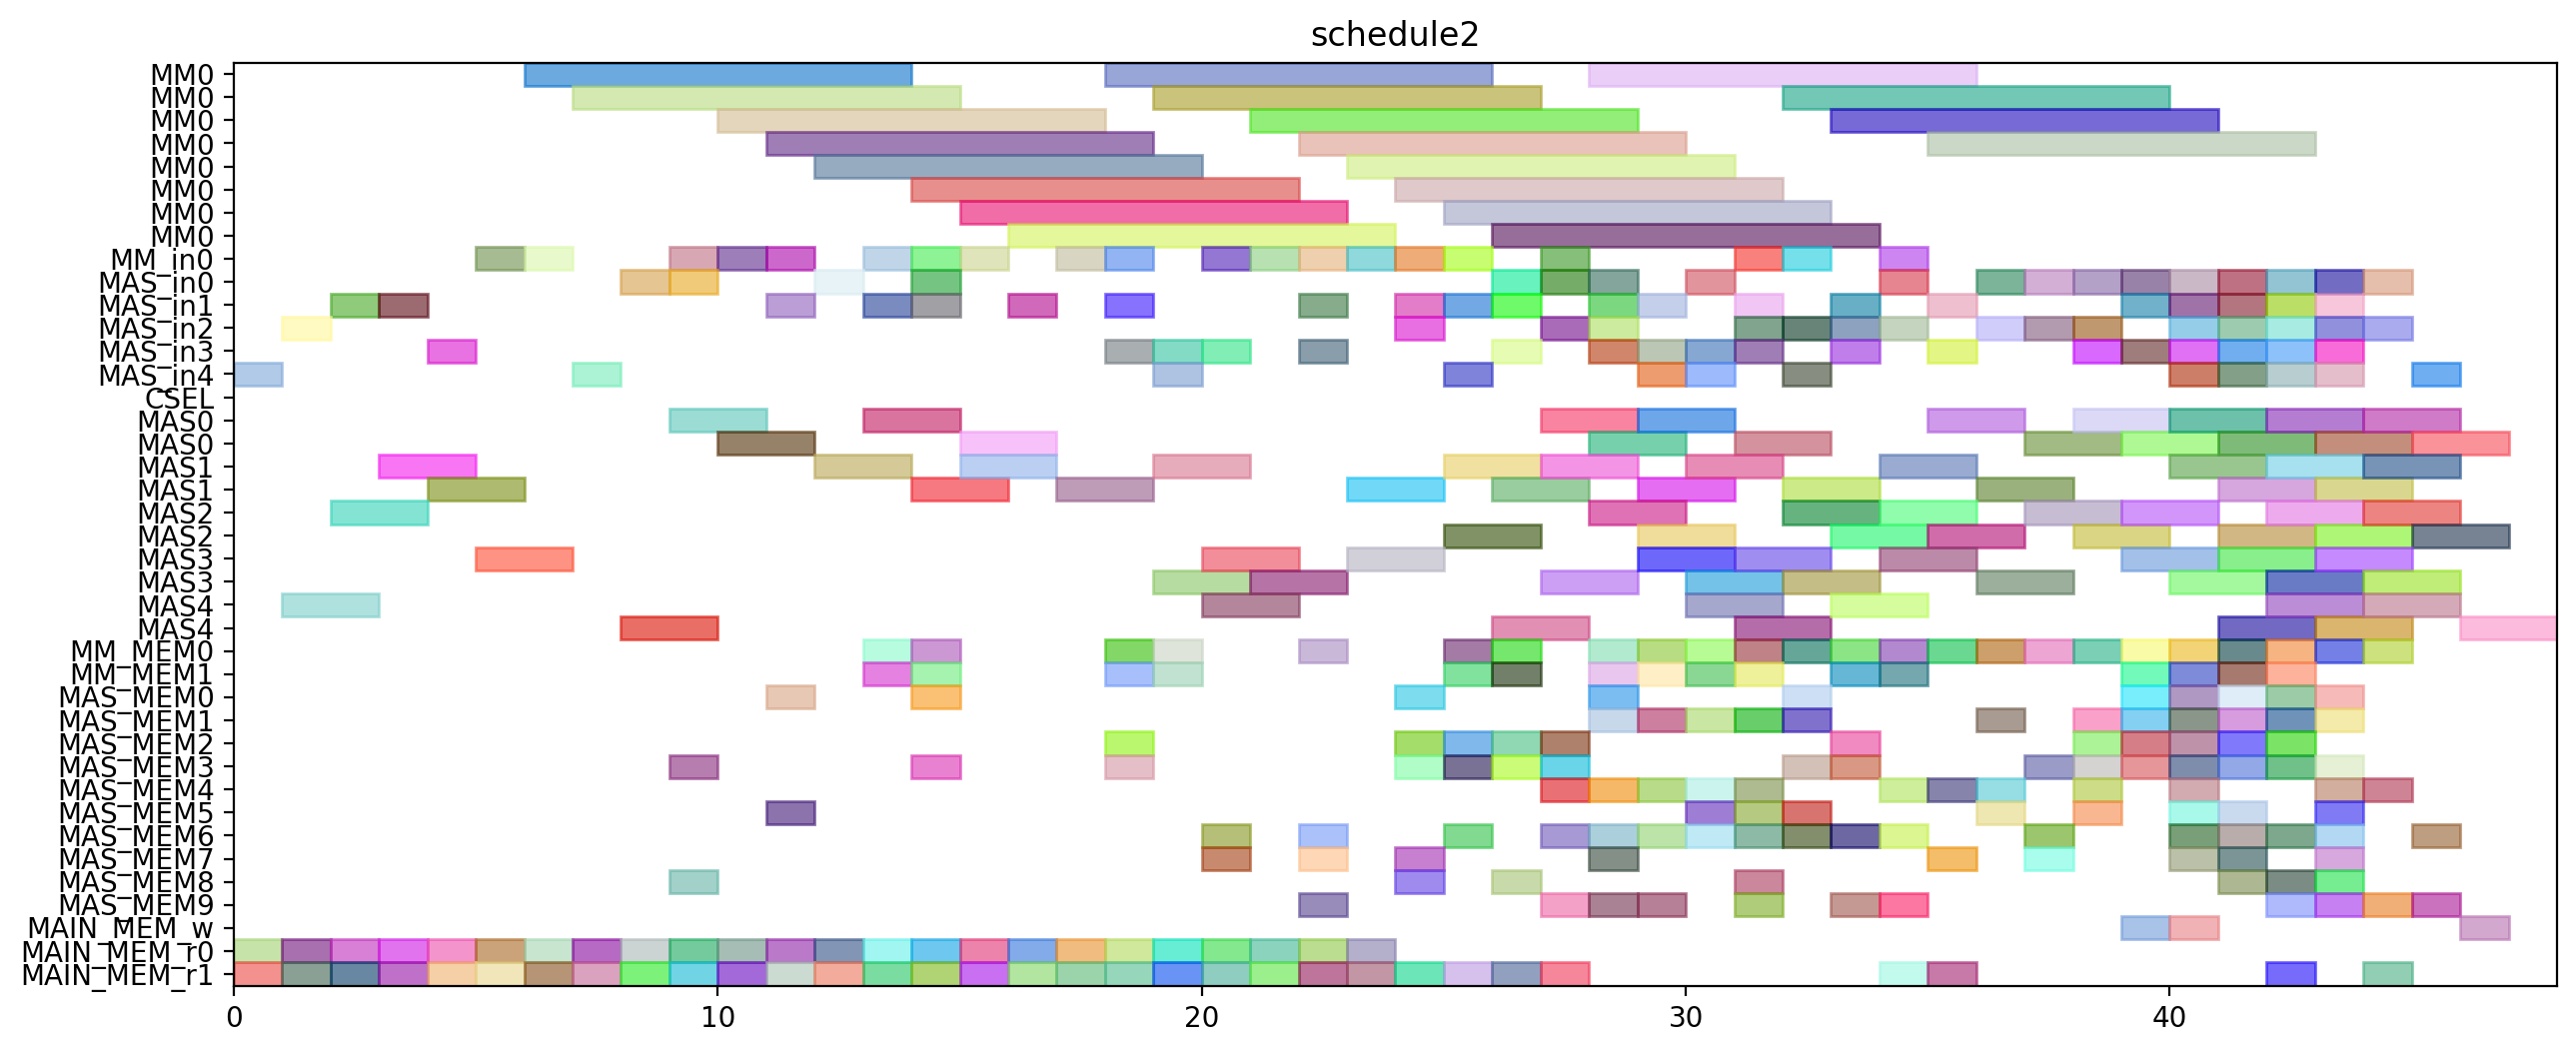 schedule2
MM0
MM0
MM0
MM0
MM0
MM0
MM0
MM0
MM_in0
MAS_in0
MAS_in1
MAS_in2
MAS_in3
MAS_in4
CSEL
MAS0
MAS0
MAS1
MAS1
MAS2
MAS2
MAS3
MAS3
MAS4
MAS4
MM_MEM0
MM_MEM1
MAS_MEM0
MAS_MEM1
MAS_MEM2
MAS_MEM3
MAS_MEM4
MAS_MEM5
MAS_MEM6
MAS_MEM7
MAS_MEM8
MAS_MEM9
MAIN_MEM_w
MAIN_MEM_r0
MAIN_MEM_r1
0 10 20 30 40